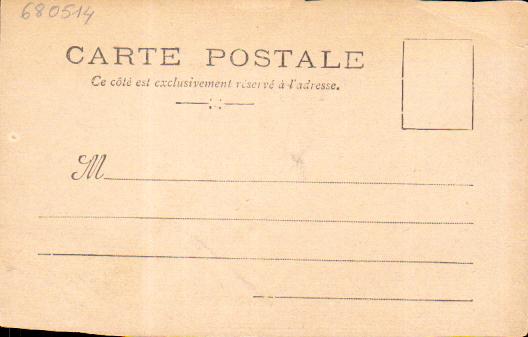 680514
CARTE POSTALE
Ce côté est exclusivement réservé à l'adresse.
M